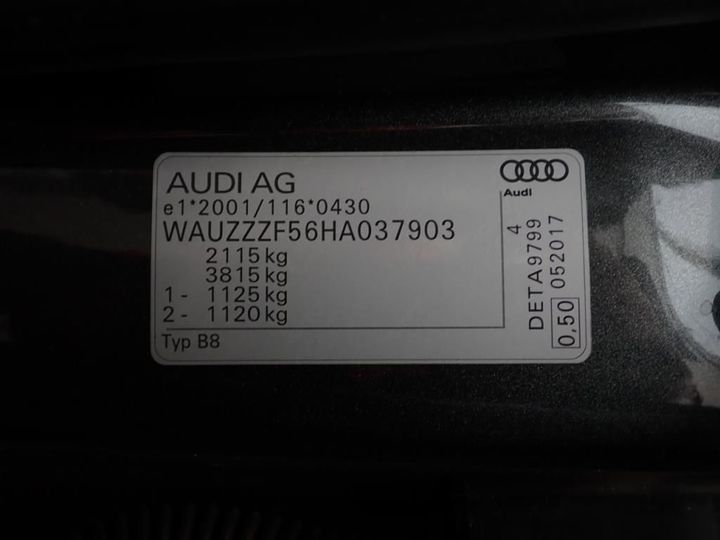 AUDI AG
e1*2001/116*0430
WAUZZZF56HA037903
2115 kg
3815 kg
1 - 1125 kg
2 - 1120 kg
Typ B8
Audi
DETA9799 4
0,50 052017